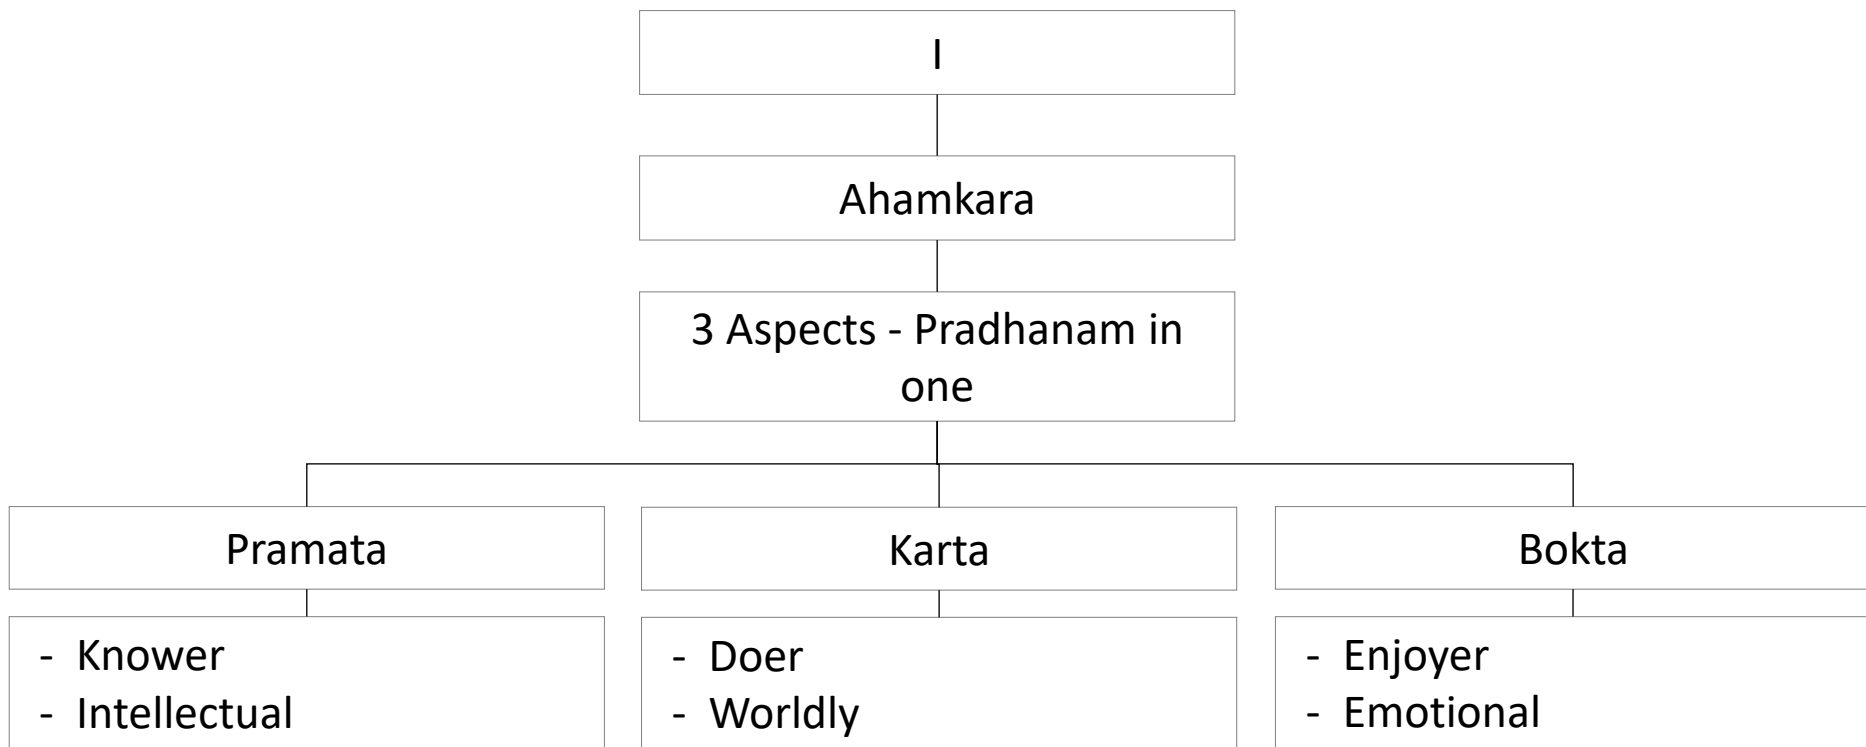 I
Ahamkara
3 Aspects - Pradhanam in
one
Pramata
Karta
Bokta
- Knower
- Intellectual
- Doer
- Worldly
- Enjoyer
- Emotional